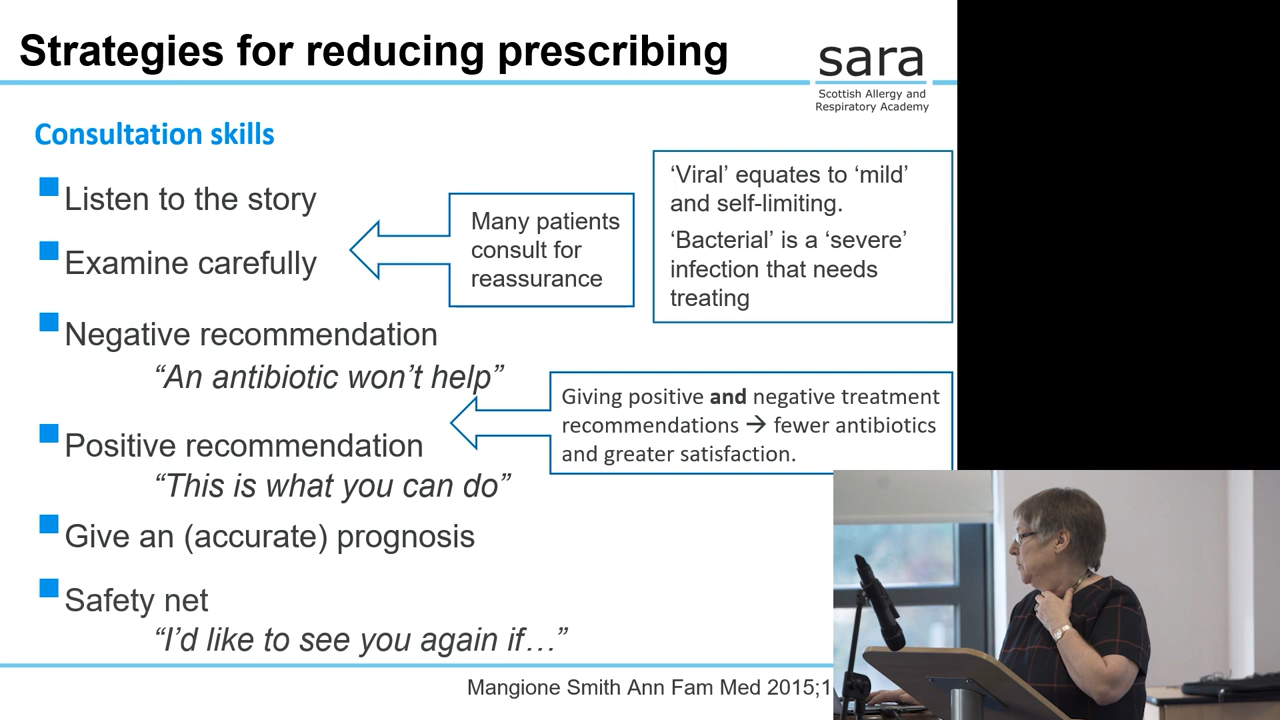 Strategies for reducing prescribing
sara
Scottish Allergy and
Respiratory Academy
Consultation skills
Listen to the story
Examine carefully
Many patients
consult for
reassurance
‘Viral’ equates to ‘mild’
and self-limiting.
‘Bacterial’ is a ‘severe’
infection that needs
treating
Negative recommendation
“An antibiotic won’t help”
Giving positive and negative treatment
recommendations → fewer antibiotics
and greater satisfaction.
Positive recommendation
“This is what you can do”
Give an (accurate) prognosis
Safety net
“I’d like to see you again if…”
Mangione Smith Ann Fam Med 2015;1